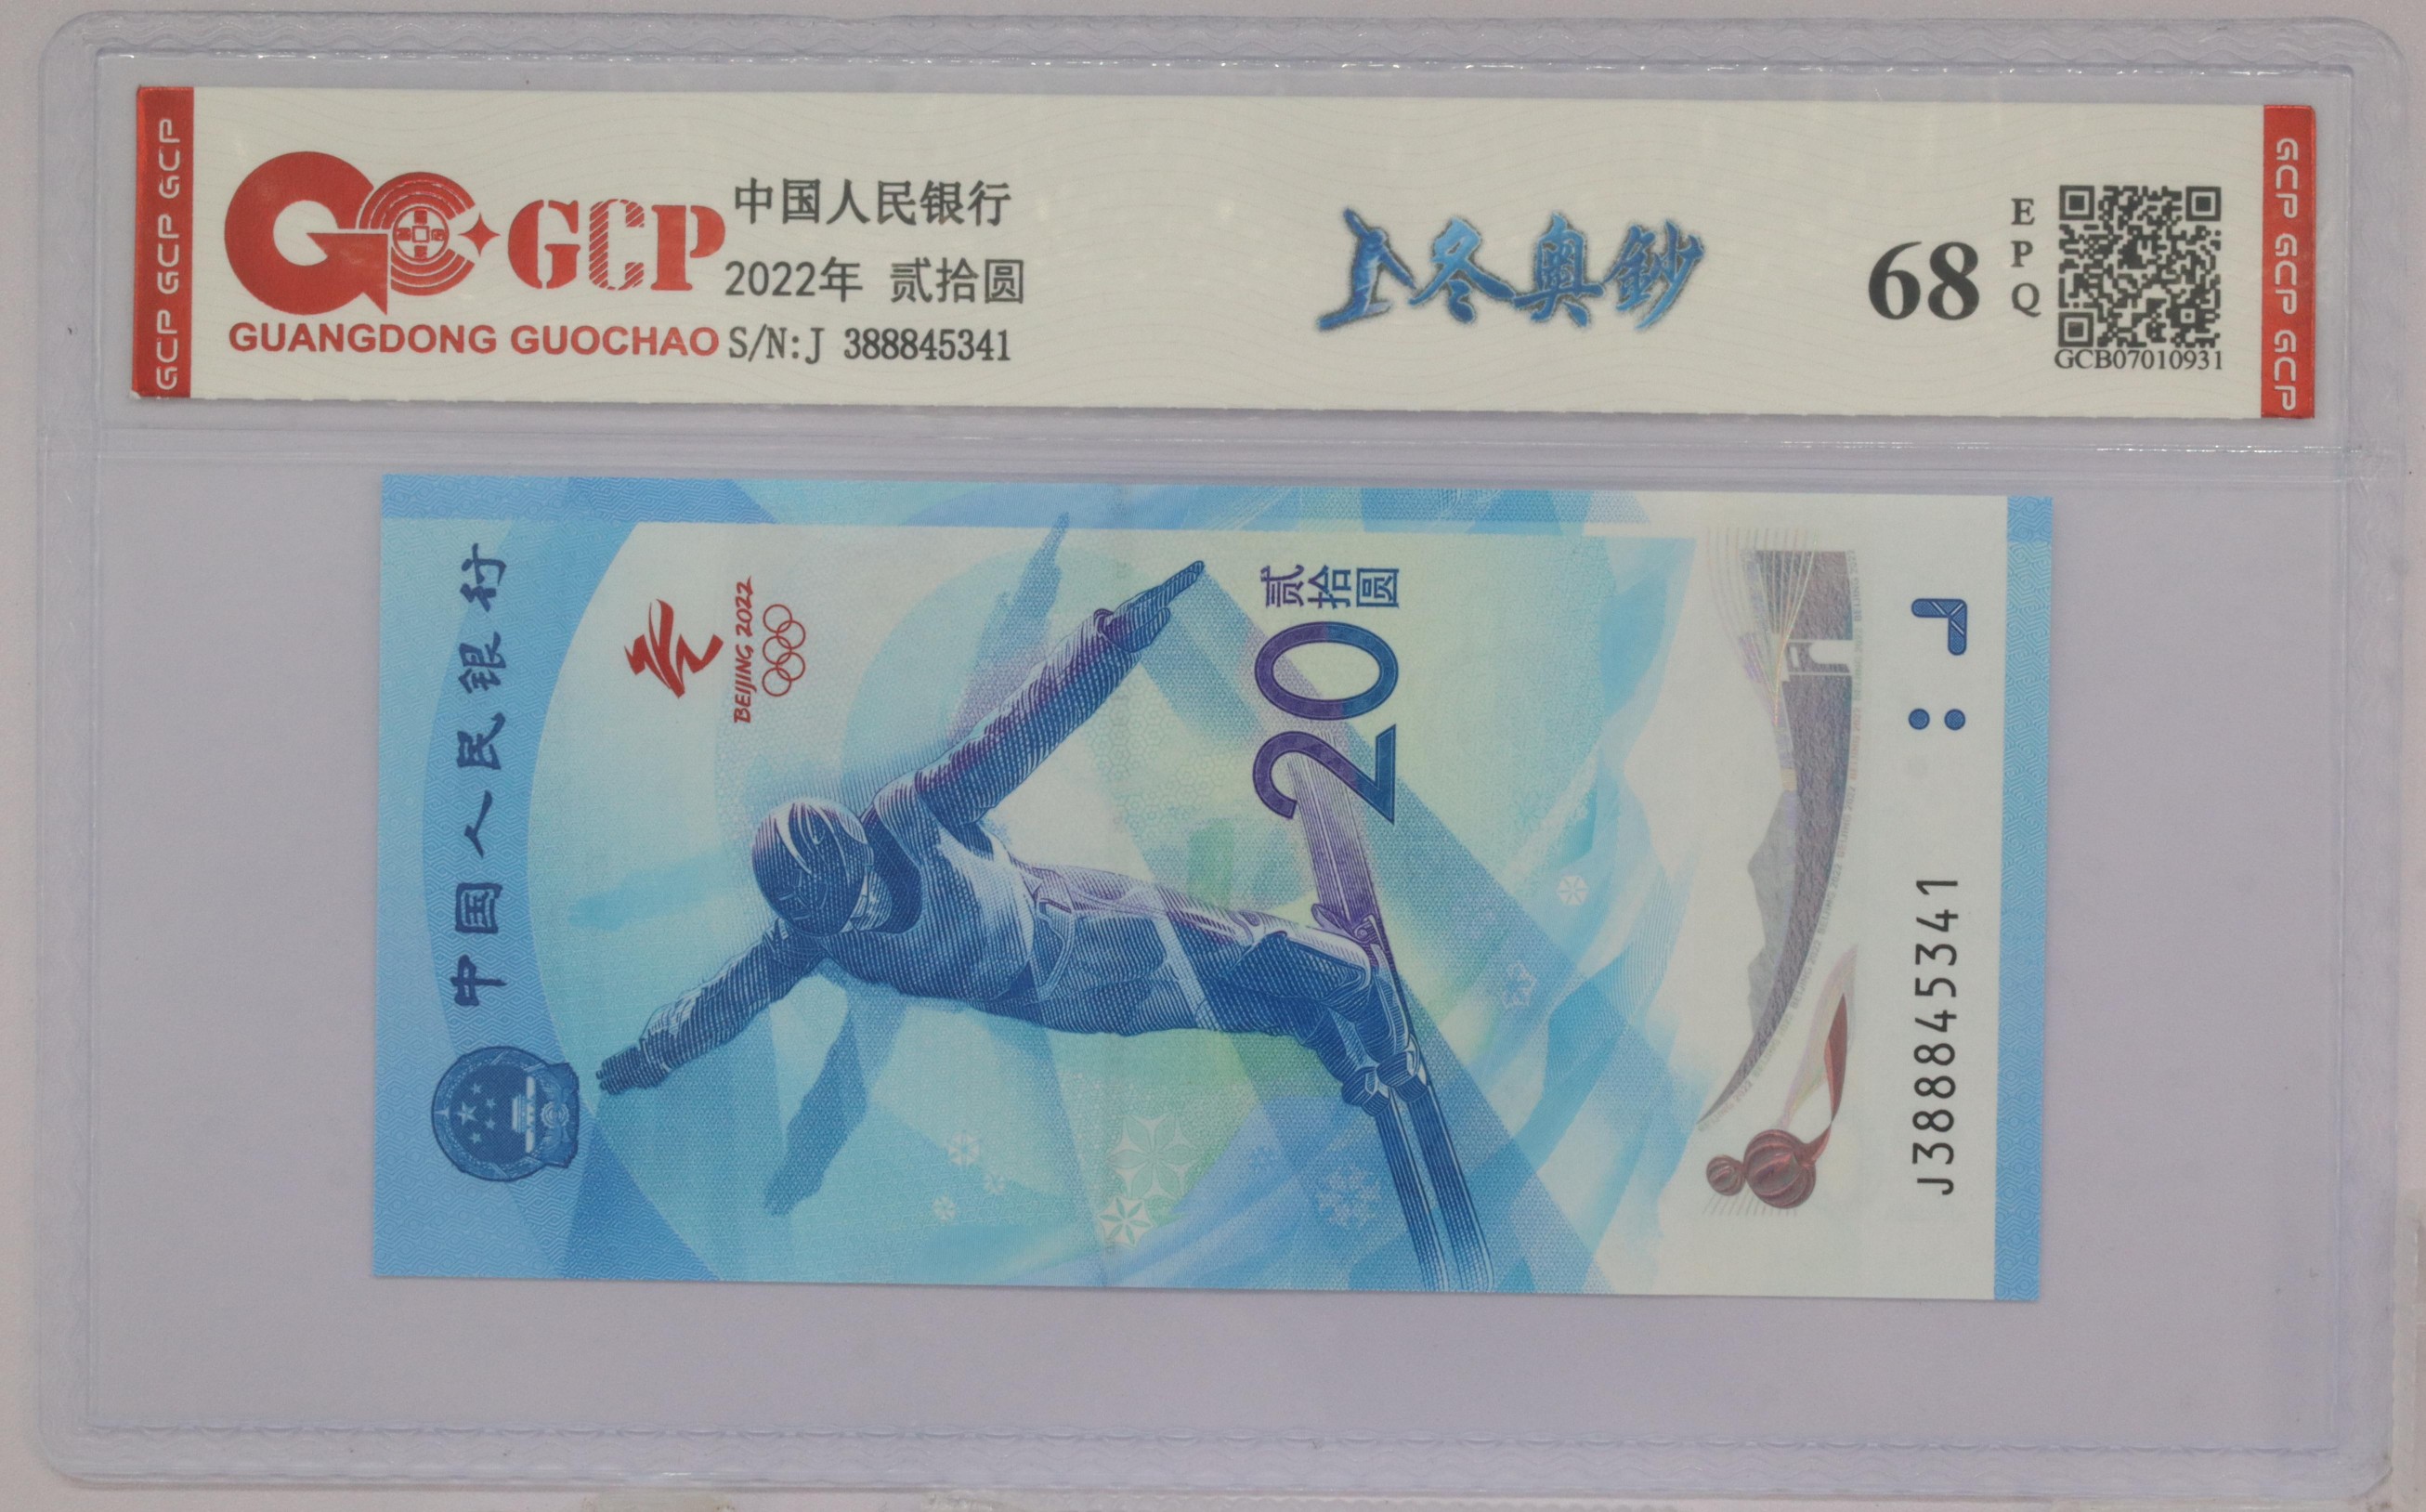 GCP GCP GCP
GCP
GUANGDONG GUOCHAO
中国人民银行
2022年 贰拾圆
S/N:J 388845341
冬奥鈔
68
EPQ
GCB07010931
GCP GCP GCP
中国人民银行
BEIJING 2022
贰拾圆
20
J388845341